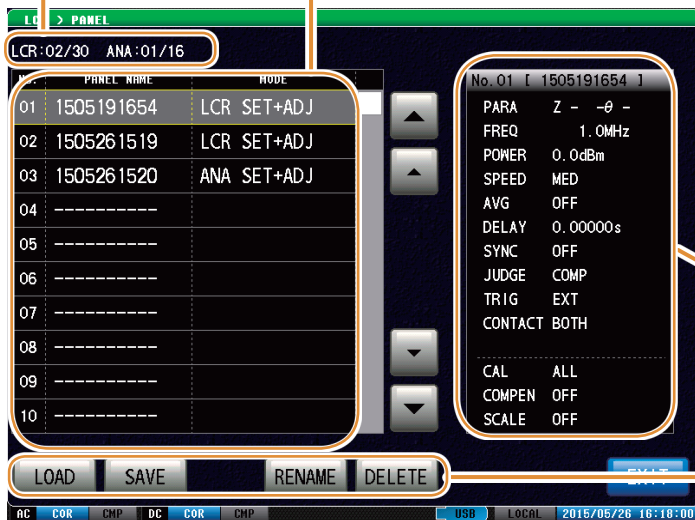 > PANEL
LCR:02/30 ANA:01/16
PANEL NAME MODE
01 1505191654 LCR SET+ADJ
02 1505261519 LCR SET+ADJ
03 1505261520 ANA SET+ADJ
04 ----------
05 ----------
06 ----------
07 ----------
08 ----------
09 ----------
10 ----------
No.01 [ 1505191654 ]
PARA Z - -θ -
FREQ 1.0MHz
POWER 0.0dBm
SPEED MED
AVG OFF
DELAY 0.00000s
SYNC OFF
JUDGE COMP
TRIG EXT
CONTACT BOTH
CAL ALL
COMPEN OFF
SCALE OFF
LOAD SAVE RENAME DELETE EXIT
AC COR CMP DC COR CMP USB LOCAL 2015/05/26 16:18:00